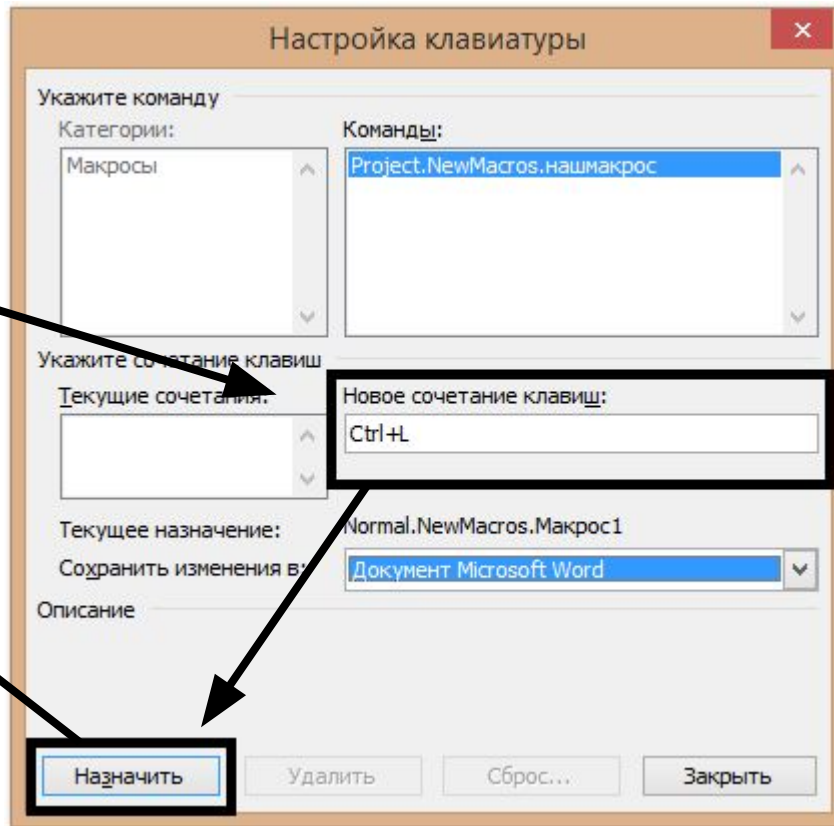 Настройка клавиатуры
Укажите команду
Категории:
Команды:
Макросы
Project.NewMacros.нашмакрос
Укажите сочетание клавиш
Текущие сочетания:
Новое сочетание клавиш:
Ctrl+L
Текущее назначение:
Normal.NewMacros.Макрос1
Сохранить изменения в:
Документ Microsoft Word
Описание
Назначить
Удалить
Сброс...
Закрыть